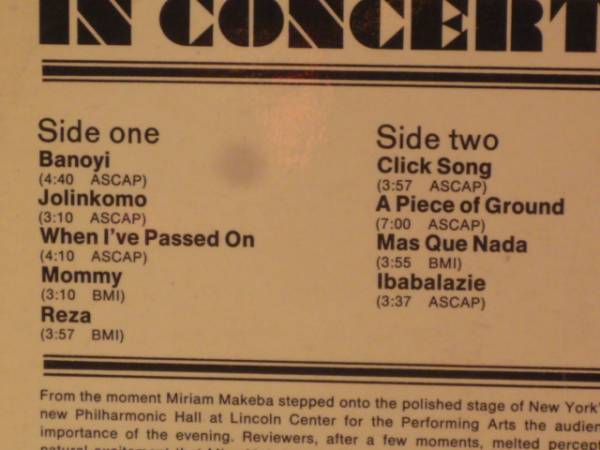 IN CONCERT
Side one
Banoyi
(4:40 ASCAP)
Jolinkomo
(3:10 ASCAP)
When I've Passed On
(4:10 ASCAP)
Mommy
(3:10 BMI)
Reza
(3:57 BMI)
Side two
Click Song
(3:57 ASCAP)
A Piece of Ground
(7:00 ASCAP)
Mas Que Nada
(3:55 BMI)
Ibabalazie
(3:37 ASCAP)
From the moment Miriam Makeba stepped onto the polished stage of New York'
new Philharmonic Hall at Lincoln Center for the Performing Arts the audien
importance of the evening. Reviewers, after a few moments, melted percept